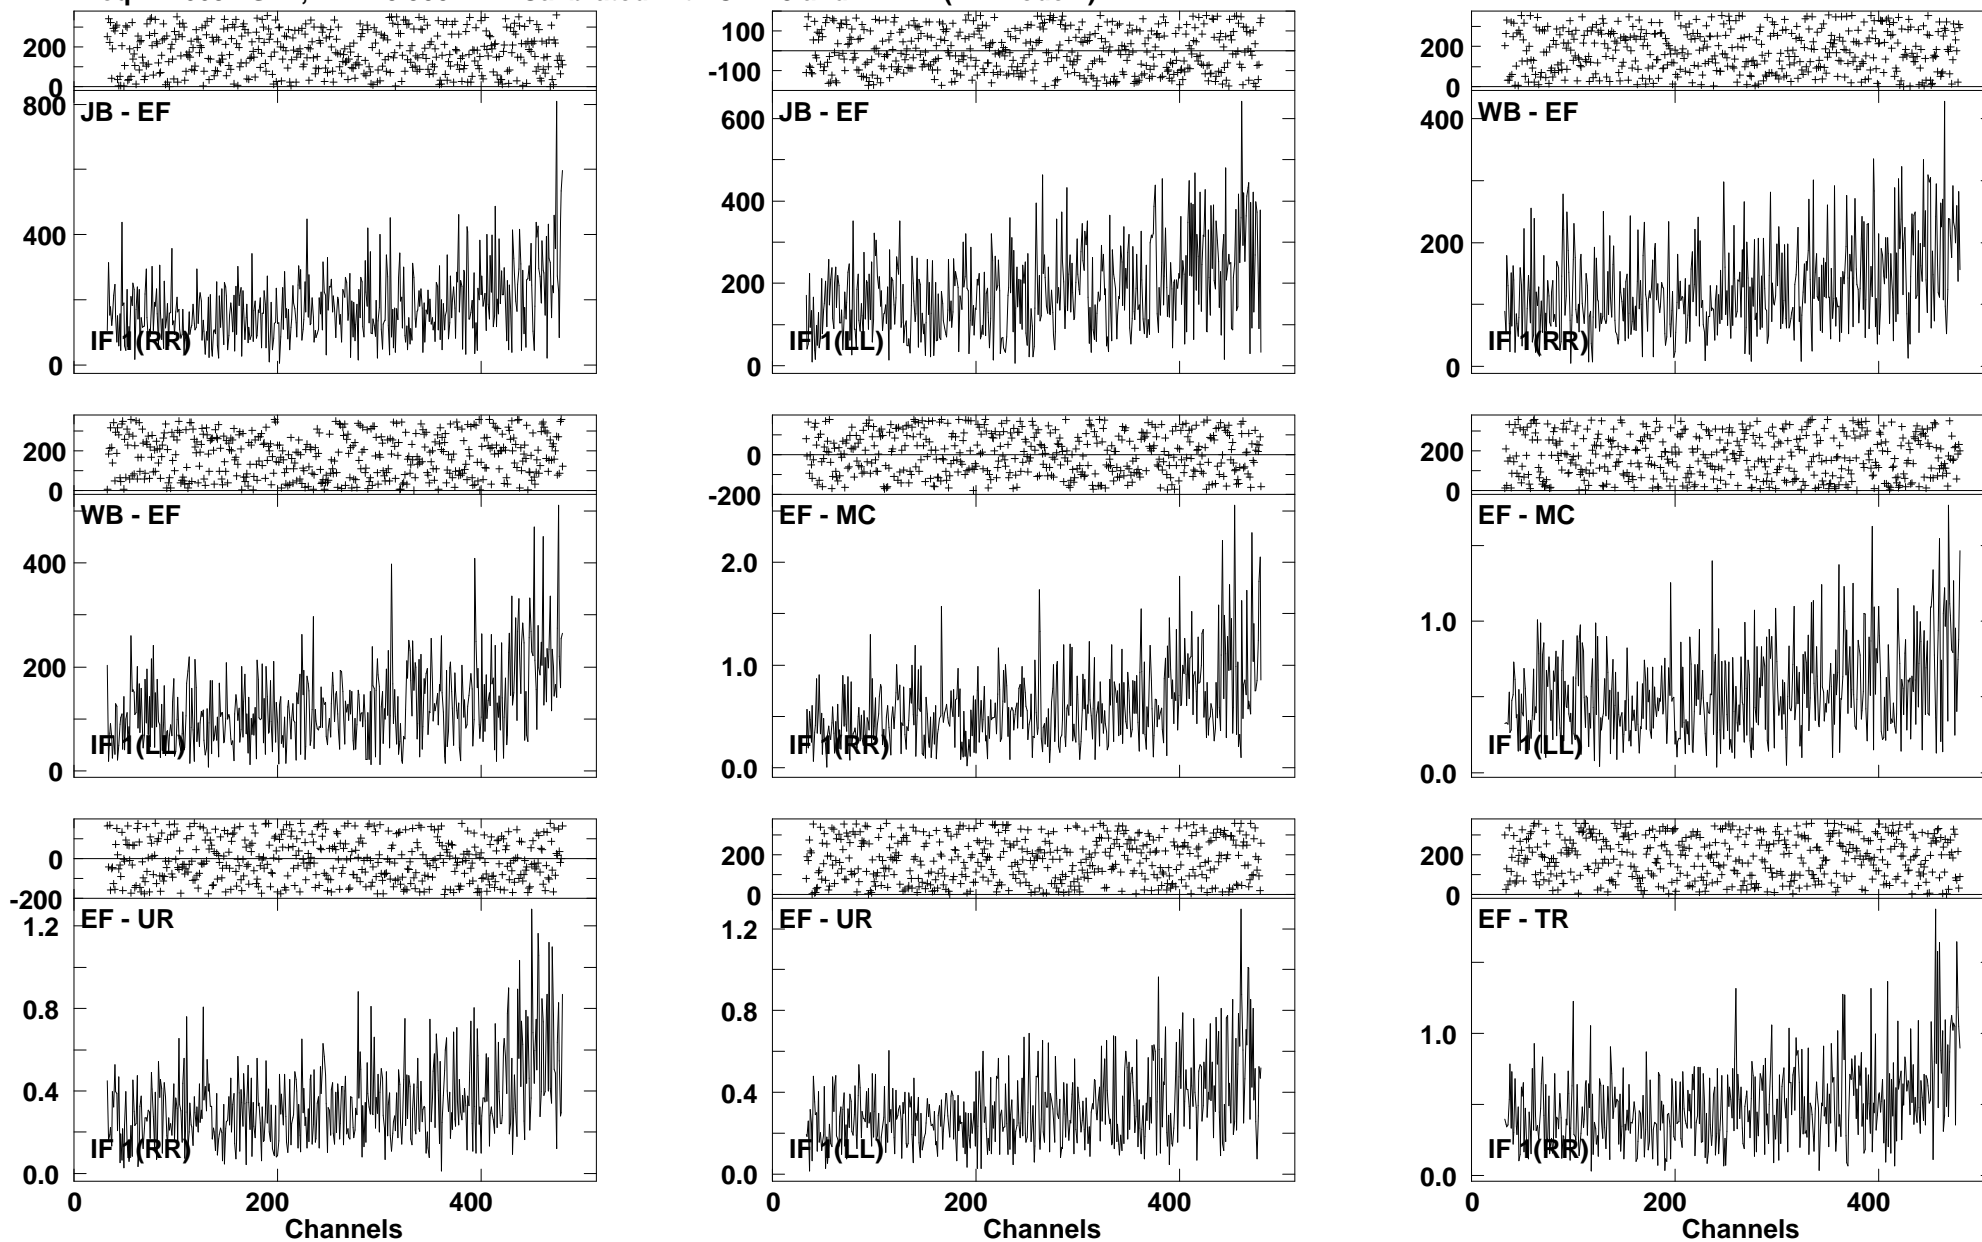 200 0 100 -100 200 0
800 400 0 JB - EF IF 1(RR)
600 400 200 0 JB - EF IF 1(LL)
400 200 0 WB - EF IF 1(RR)
200 0 0 -200 200 0
400 200 0 WB - EF IF 1(LL)
2.0 1.0 0.0 EF - MC IF 1(RR)
1.0 0.0 EF - MC IF 1(LL)
0 -200 200 0 200 0
1.2 0.8 0.4 0.0 EF - UR IF 1(RR)
1.2 0.8 0.4 0.0 EF - UR IF 1(LL)
1.0 0.0 EF - TR IF 1(RR)
0 200 400 0 200 400 0 200 400
Channels Channels Channels